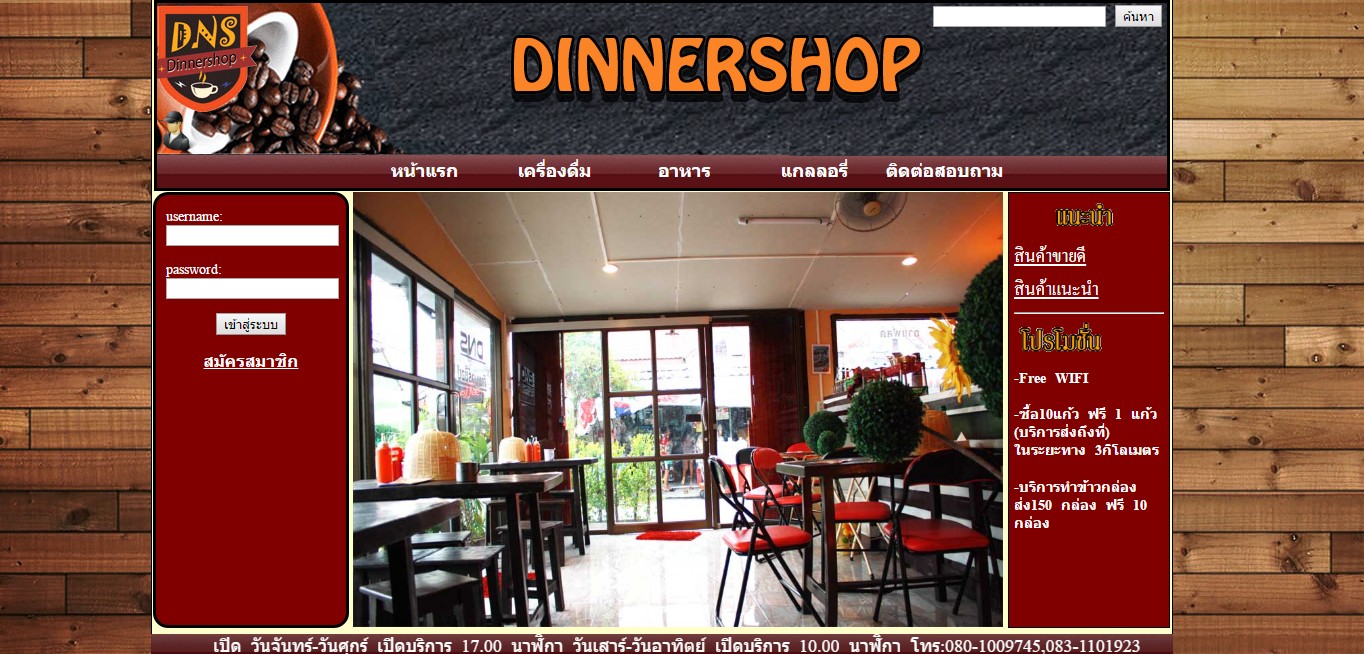 DNS
Dinnershop
DINNERSHOP
ค้นหา
หน้าแรก เครื่องดื่ม อาหาร แกลลอรี่ ติดต่อสอบถาม
username:
password:
เข้าสู่ระบบ
สมัครสมาชิก
DNS
แนะนำ
สินค้าขายดี
สินค้าแนะนำ
โปรโมชั่น
-Free WIFI
-ซื้อ10แก้ว ฟรี 1 แก้ว
(บริการส่งถึงที่)
ในระยะทาง 3กิโลเมตร
-บริการทำข้าวกล่อง
ส่ง150 กล่อง ฟรี 10
กล่อง
เปิด วันจันทร์-วันศุกร์ เปิดบริการ 17.00 นาฬิกา วันเสาร์-วันอาทิตย์ เปิดบริการ 10.00 นาฬิกา โทร:080-1009745,083-1101923